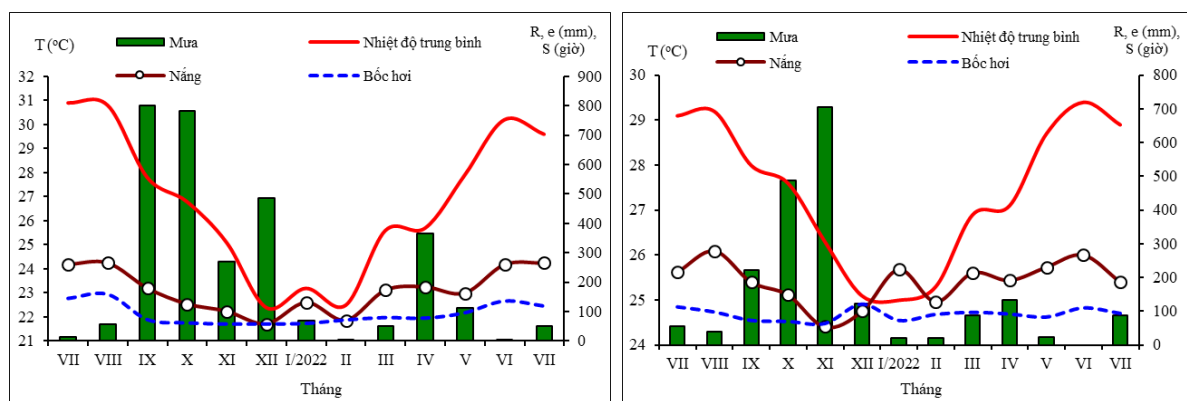 T (°C)
Mưa
Nhiệt độ trung bình
R, e (mm),
S (giờ)
Nắng
Bốc hơi
32
31
30
29
28
27
26
25
24
23
22
21
900
800
700
600
500
400
300
200
100
0
VII VIII IX X XI XII I/2022 II III IV V VI VII
Tháng
T (°C)
Mưa
Nhiệt độ trung bình
R, e (mm),
S (giờ)
Nắng
Bốc hơi
30
29
28
27
26
25
24
800
700
600
500
400
300
200
100
0
VII VIII IX X XI XII I/2022 II III IV V VI VII
Tháng